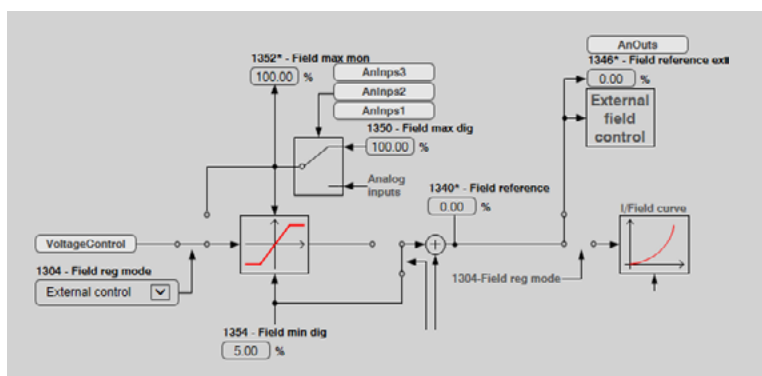 AnOuts
1352* - Field max mon
1346* - Field reference ext
100.00 %
AnInps3
0.00 %
AnInps2
External
field
control
AnInps1
1350 - Field max dig
100.00 %
Analog
inputs
1340* - Field reference
0.00 %
I/Field curve
VoltageControl
1304 - Field reg mode
External control
1304-Field reg mode
1354 - Field min dig
5.00 %